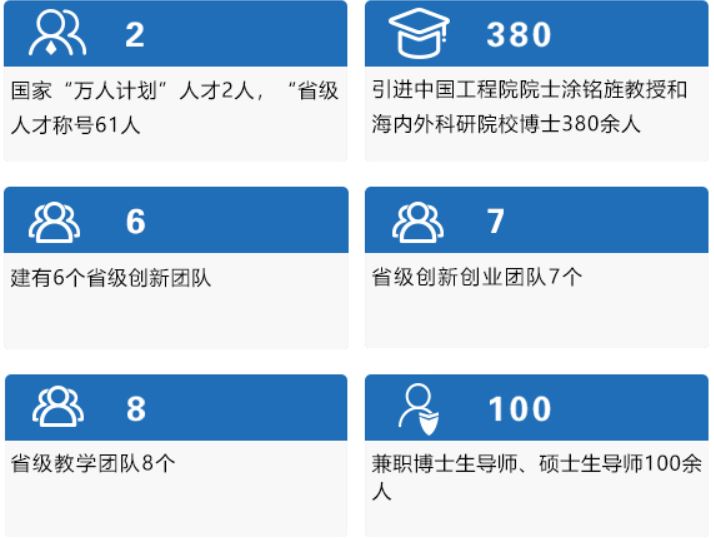 2
国家“万人计划”人才2人，“省级
人才称号61人
380
引进中国工程院院士涂铭旌教授和
海内外科研院校博士380余人
6
建有6个省级创新团队
7
省级创新创业团队7个
8
省级教学团队8个
100
兼职博士生导师、硕士生导师100余
人